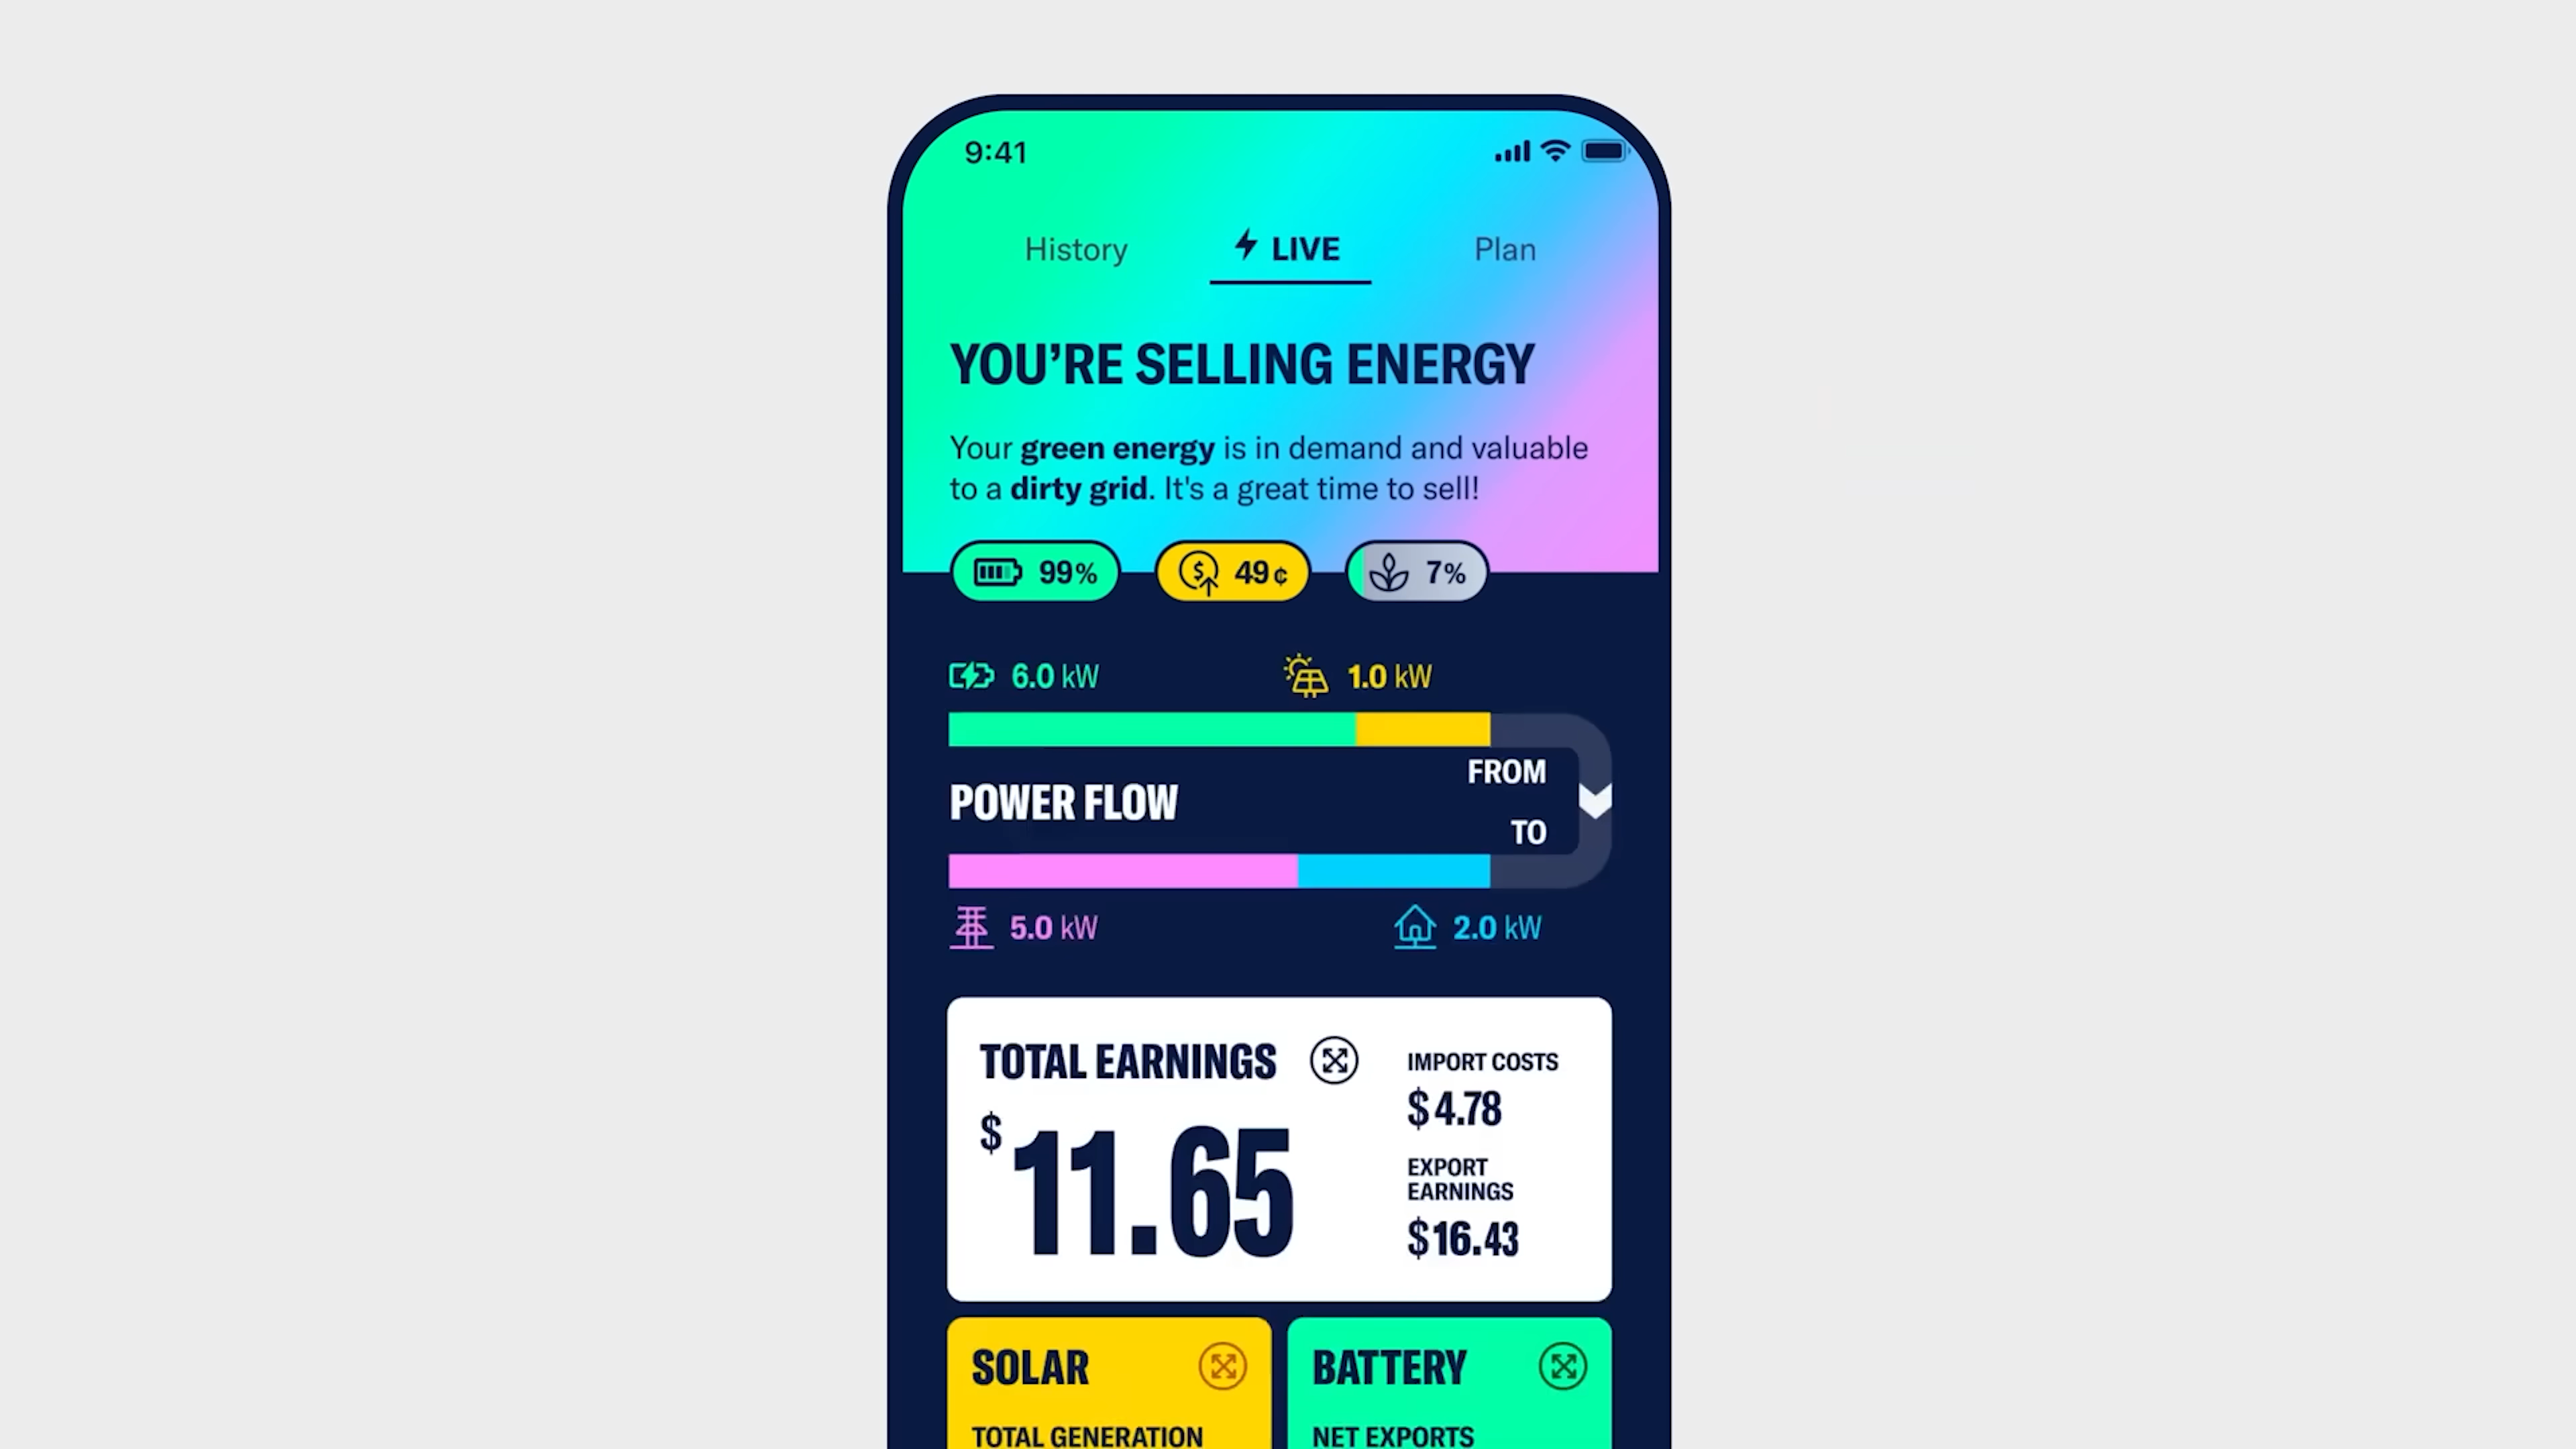 9:41
History
LIVE
Plan
YOU’RE SELLING ENERGY
Your green energy is in demand and valuable
to a dirty grid. It's a great time to sell!
99%
$ 49¢
7%
6.0 kW
1.0 kW
FROM
POWER FLOW
TO
5.0 kW
2.0 kW
TOTAL EARNINGS
$11.65
IMPORT COSTS
$4.78
EXPORT
EARNINGS
$16.43
SOLAR
TOTAL GENERATION
BATTERY
NET EXPORTS